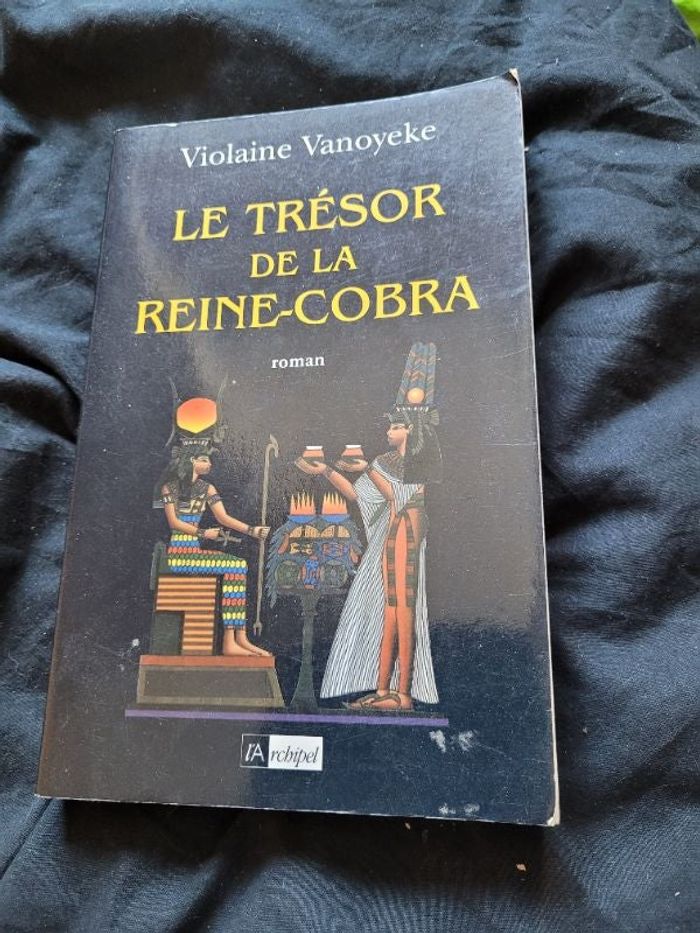 Violaine Vanoyeke
LE TRÉSOR
DE LA
REINE-COBRA
roman
l'Archipel